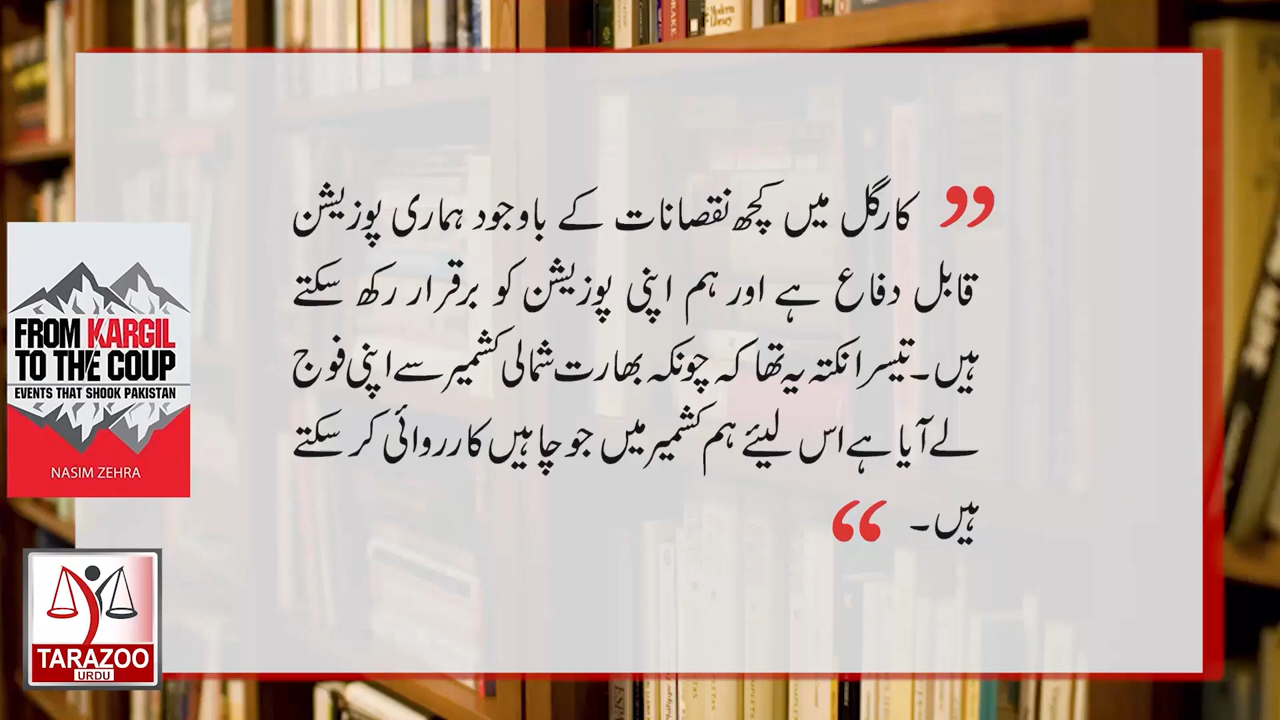 کارگل میں کچھ نقصانات کے باوجود ہماری پوزیشن
قابل دفاع ہے اور ہم اپنی پوزیشن کو برقرار رکھ سکتے
ہیں۔ تیسرا نکتہ یہ تھا کہ چونکہ بھارت شمالی کشمیر سے اپنی فوج
لے آیا ہے اس لیئے ہم کشمیر میں جو چاہیں کارروائی کر سکتے
ہیں۔
FROM KARGIL
TO THE COUP
EVENTS THAT SHOOK PAKISTAN
NASIM ZEHRA
TARAZOO
URDU
Modern
Library